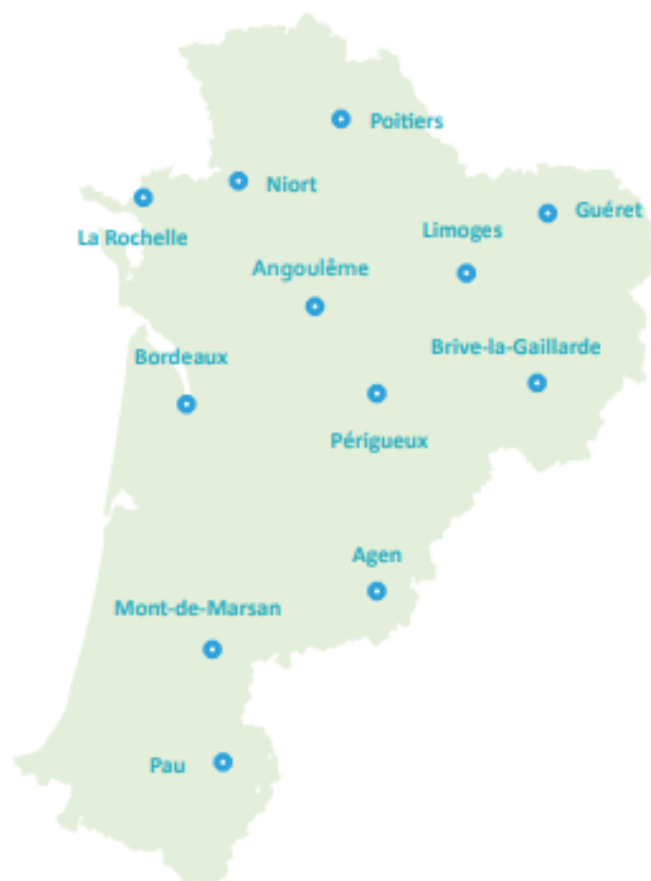 Poitiers
Niort
Guéret
La Rochelle
Limoges
Angoulême
Bordeaux
Brive-la-Gaillarde
Périgueux
Agen
Mont-de-Marsan
Pau